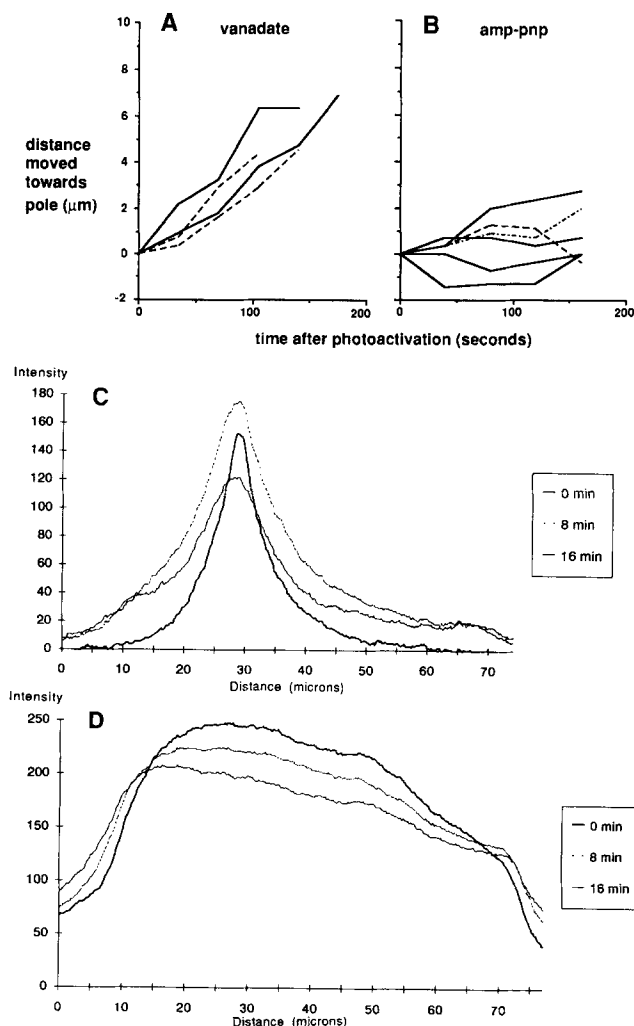 A vanadate
B amp-pnp
10
8
6
4
2
0
-2
distance
moved
towards
pole (μm)
0 100 200
0 100 200
time after photoactivation (seconds)
Intensity
C
180
160
140
120
100
80
60
40
20
0
0 10 20 30 40 50 60 70
Distance (microns)
0 min
8 min
16 min
Intensity
D
250
200
150
100
50
0
0 10 20 30 40 50 60 70
Distance (microns)
0 min
8 min
16 min